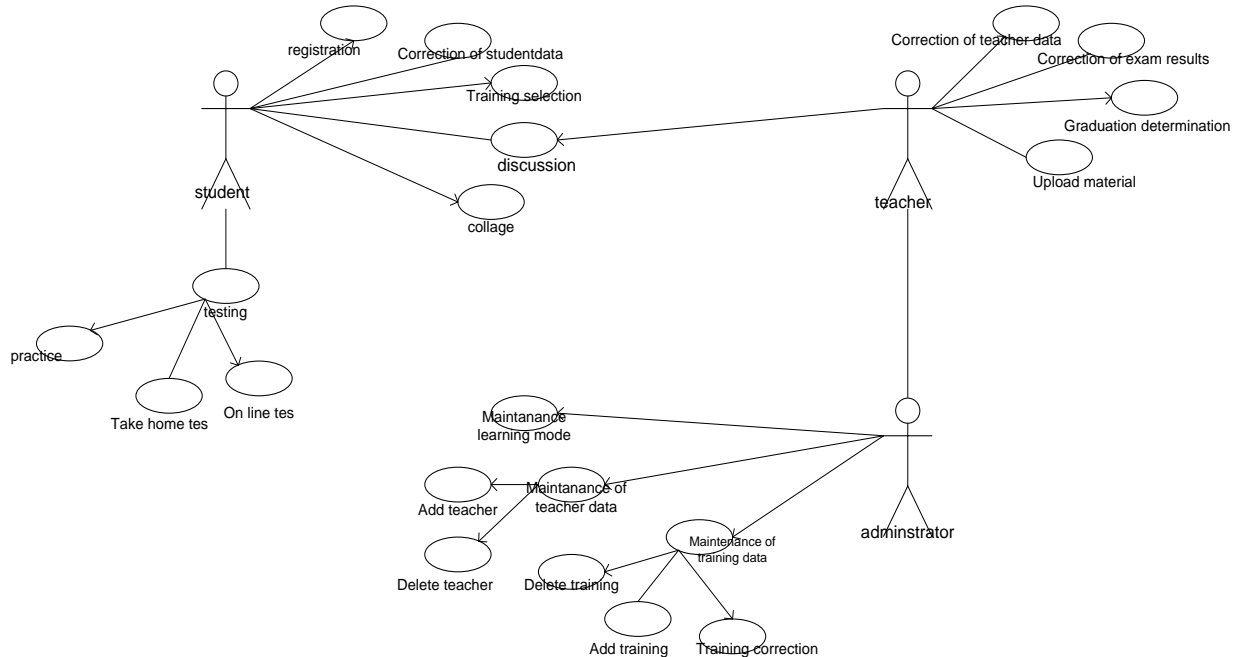 registration
Correction of studentdata
Training selection
discussion
collage
student
testing
practice
Take home tes
On line tes
Correction of teacher data
Correction of exam results
Graduation determination
Upload material
teacher
Maintanance
learning mode
Maintanance of
teacher data
Add teacher
Delete teacher
adminstrator
Maintenance of
training data
Delete training
Add training
Training correction